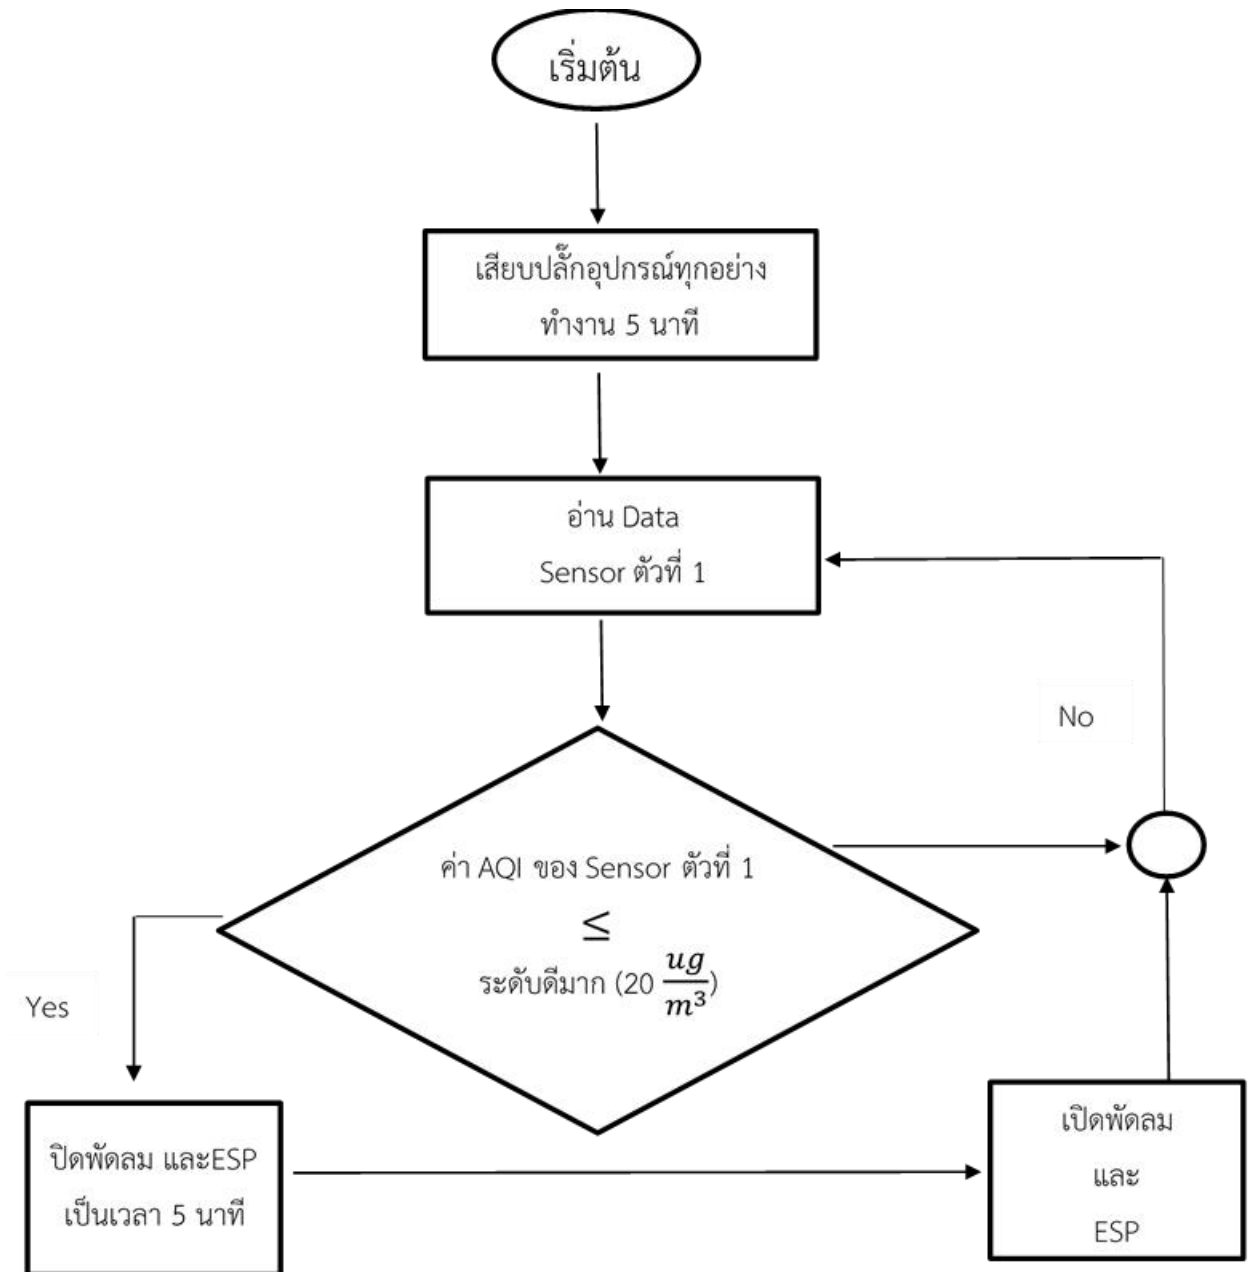 เริ่มต้น
เสียบปลั๊กอุปกรณ์ทุกอย่าง
ทำงาน 5 นาที
อ่าน Data
Sensor ตัวที่ 1
No
ค่า AQI ของ Sensor ตัวที่ 1
≤
ระดับดีมาก (20 ug/m³)
Yes
ปิดพัดลม และESP
เป็นเวลา 5 นาที
เปิดพัดลม
และ
ESP